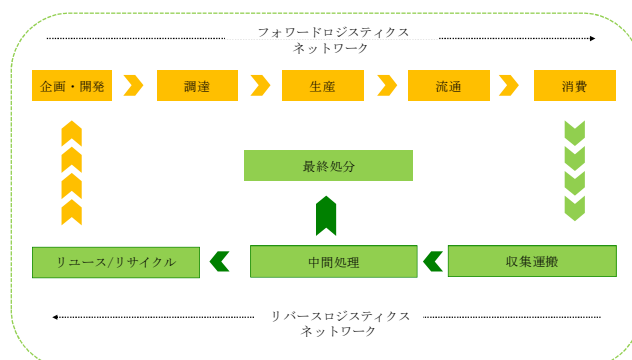 フォワードロジスティクス
ネットワーク
企画・開発
調達
生産
流通
消費
最終処分
リユース/リサイクル
中間処理
収集運搬
リバースロジスティクス
ネットワーク